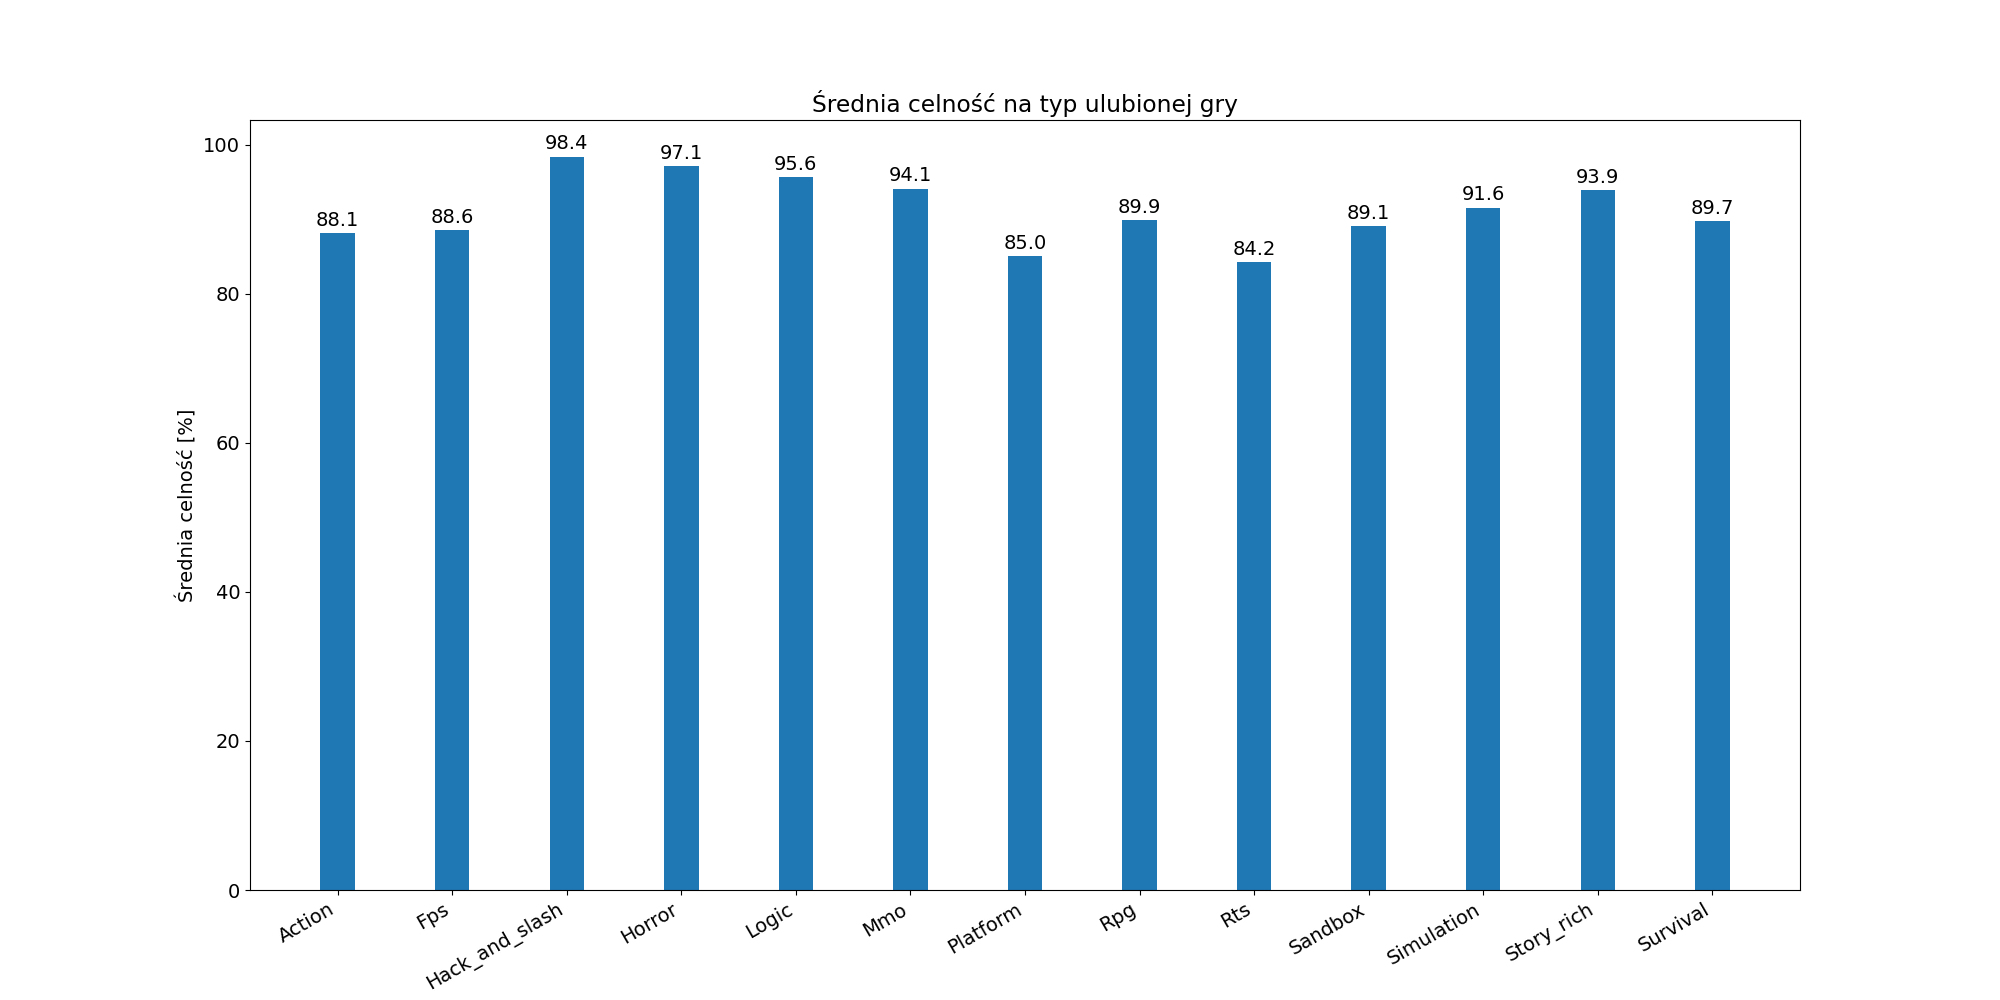 Średnia celność na typ ulubionej gry
Średnia celność [%]
100
80
60
40
20
0
88.1
88.6
98.4
97.1
95.6
94.1
85.0
89.9
84.2
89.1
91.6
93.9
89.7
Action
Fps
Hack_and_slash
Horror
Logic
Mmo
Platform
Rpg
Rts
Sandbox
Simulation
Story_rich
Survival